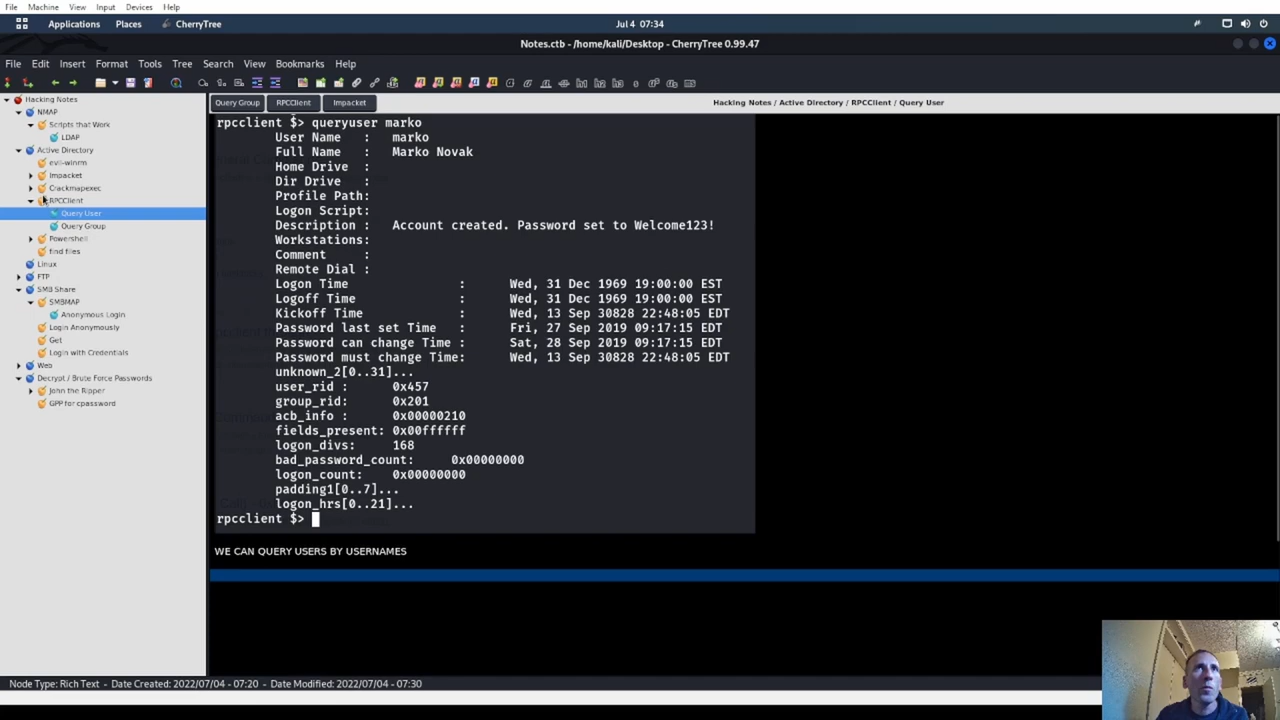 File Machine View Input Devices Help
Applications Places CherryTree Jul 4 07:34
Notes.ctb - /home/kali/Desktop - CherryTree 0.99.47
File Edit Insert Format Tools Tree Search View Bookmarks Help
Hacking Notes
NMAP
Scripts that Work
LDAP
Active Directory
evil-winrm
Impacket
Crackmapexec
RPCClient
Query User
Query Group
Powershell
find files
Linux
FTP
SMB Share
SMBMAP
Anonymous Login
Login Anonymously
Get
Login with Credentials
Web
Decrypt / Brute Force Passwords
John the Ripper
GPP for cpassword
Query Group RPCClient Impacket Hacking Notes / Active Directory / RPCClient / Query User
rpcclient $> queryuser marko
User Name : marko
Full Name : Marko Novak
Home Drive :
Dir Drive :
Profile Path:
Logon Script:
Description : Account created. Password set to Welcome123!
Workstations:
Comment :
Remote Dial :
Logon Time : Wed, 31 Dec 1969 19:00:00 EST
Logoff Time : Wed, 31 Dec 1969 19:00:00 EST
Kickoff Time : Wed, 13 Sep 30828 22:48:05 EDT
Password last set Time : Fri, 27 Sep 2019 09:17:15 EDT
Password can change Time : Sat, 28 Sep 2019 09:17:15 EDT
Password must change Time: Wed, 13 Sep 30828 22:48:05 EDT
unknown_2[0..31]...
user_rid : 0x457
group_rid: 0x201
acb_info : 0x00000210
fields_present: 0x00ffffff
logon_divs: 168
bad_password_count: 0x00000000
logon_count: 0x00000000
padding1[0..7]...
logon_hrs[0..21]...
rpcclient $>
WE CAN QUERY USERS BY USERNAMES
Node Type: Rich Text - Date Created: 2022/07/04 - 07:20 - Date Modified: 2022/07/04 - 07:30